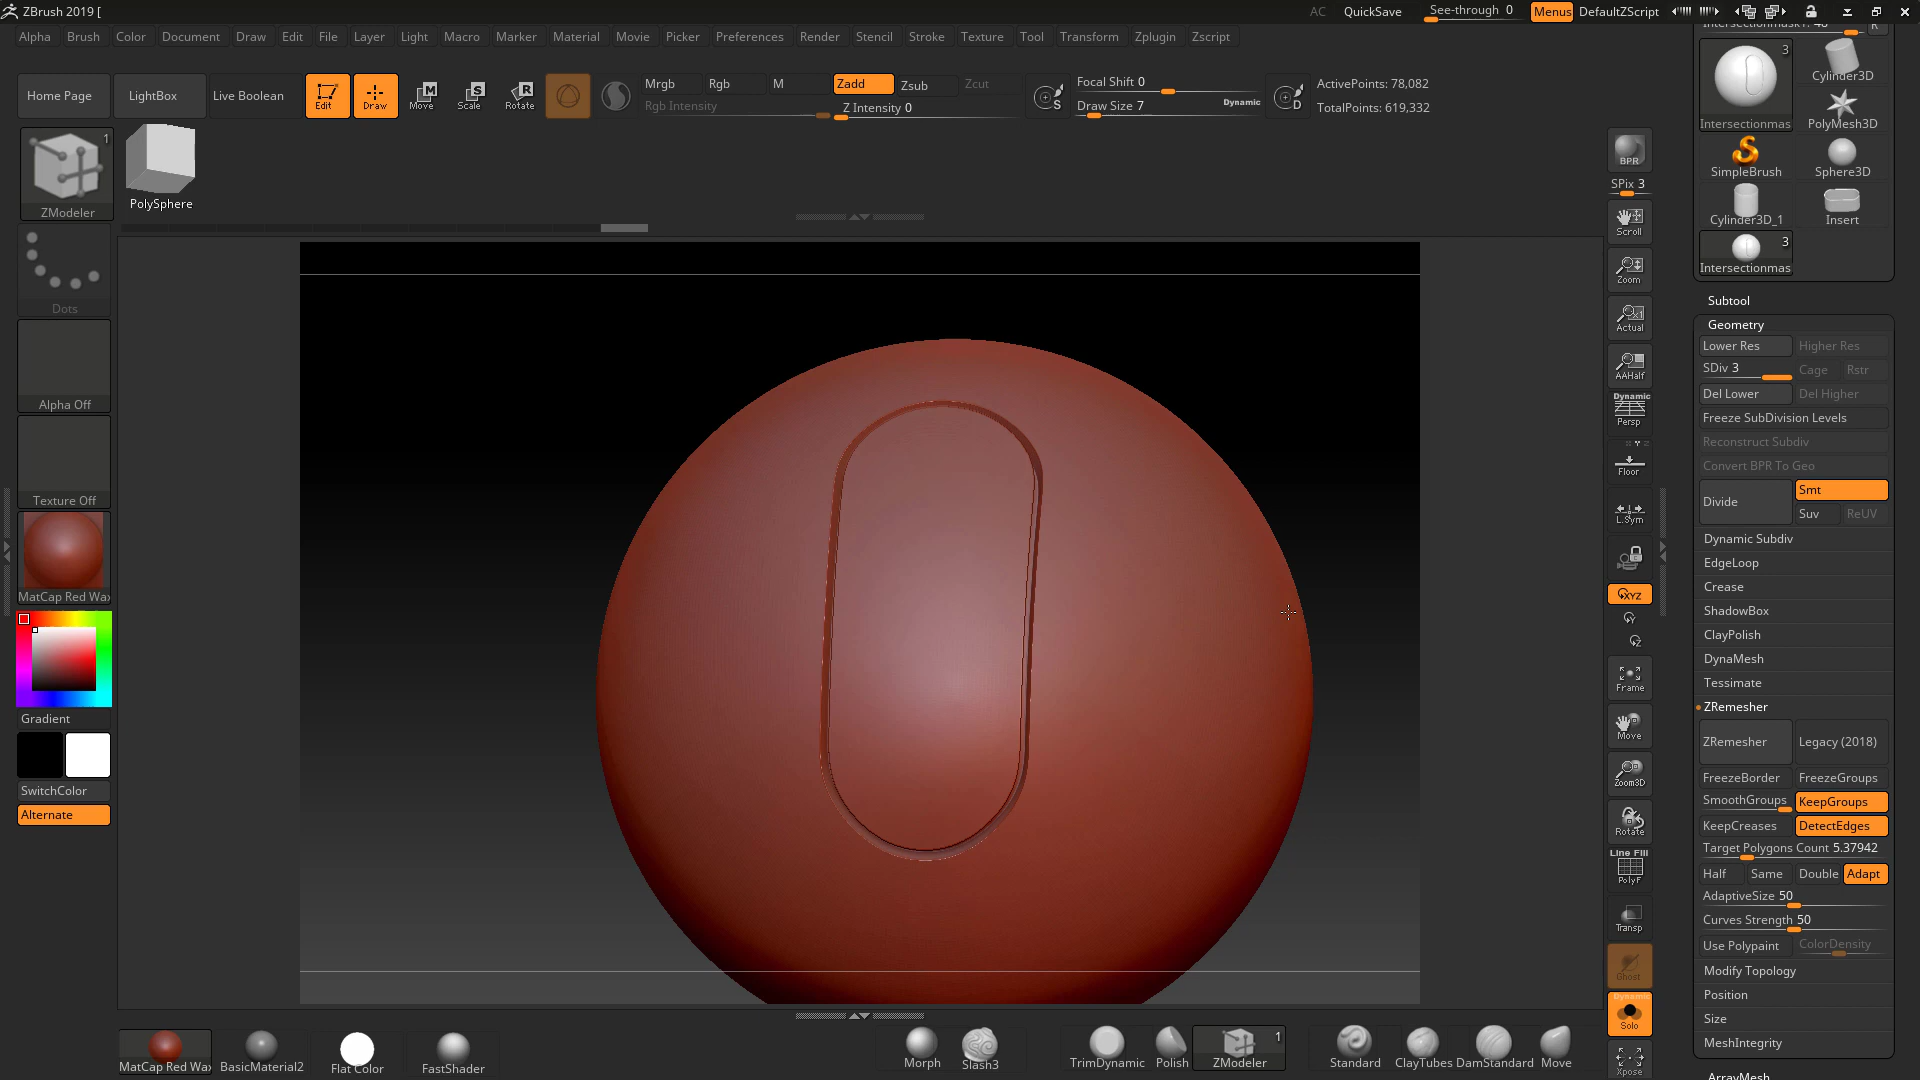 ZBrush 2019 [
AC QuickSave See-through 0 Menus DefaultZScript
Alpha Brush Color Document Draw Edit File Layer Light Macro Marker Material Movie Picker Preferences Render Stencil Stroke Texture Tool Transform Zplugin Zscript
Home Page LightBox Live Boolean Edit Draw Move Scale Rotate
Mrgb Rgb M Zadd Zsub Zcut
Rgb Intensity Z Intensity 0
Focal Shift 0
Draw Size 7 Dynamic
S
D
ActivePoints: 78,082
TotalPoints: 619,332
1
ZModeler
PolySphere
Dots
Alpha Off
Texture Off
MatCap Red Wax
Gradient
SwitchColor
Alternate
BPR
SPix 3
Scroll
Zoom
Actual
AAHalf
Dynamic
Persp
Floor
L.Sym
XYZ
Y
Z
Frame
Move
Zoom3D
Rotate
Line Fill
PolyF
Transp
Ghost
Dynamic
Solo
Xpose
R
3
Intersectionmas
Cylinder3D
PolyMesh3D
SimpleBrush Sphere3D
Cylinder3D_1 Insert
3
Intersectionmas
Subtool
Geometry
Lower Res Higher Res
SDiv 3 Cage Rstr
Del Lower Del Higher
Freeze SubDivision Levels
Reconstruct Subdiv
Convert BPR To Geo
Divide Smt
Suv ReUV
Dynamic Subdiv
EdgeLoop
Crease
ShadowBox
ClayPolish
DynaMesh
Tessimate
ZRemesher
ZRemesher Legacy (2018)
FreezeBorder FreezeGroups
SmoothGroups KeepGroups
KeepCreases DetectEdges
Target Polygons Count 5.37942
Half Same Double Adapt
AdaptiveSize 50
Curves Strength 50
Use Polypaint ColorDensity
Modify Topology
Position
Size
MeshIntegrity
ArrayMesh
MatCap Red Wax BasicMaterial2 Flat Color FastShader Morph Slash3 TrimDynamic Polish ZModeler 1 Standard ClayTubes DamStandard Move